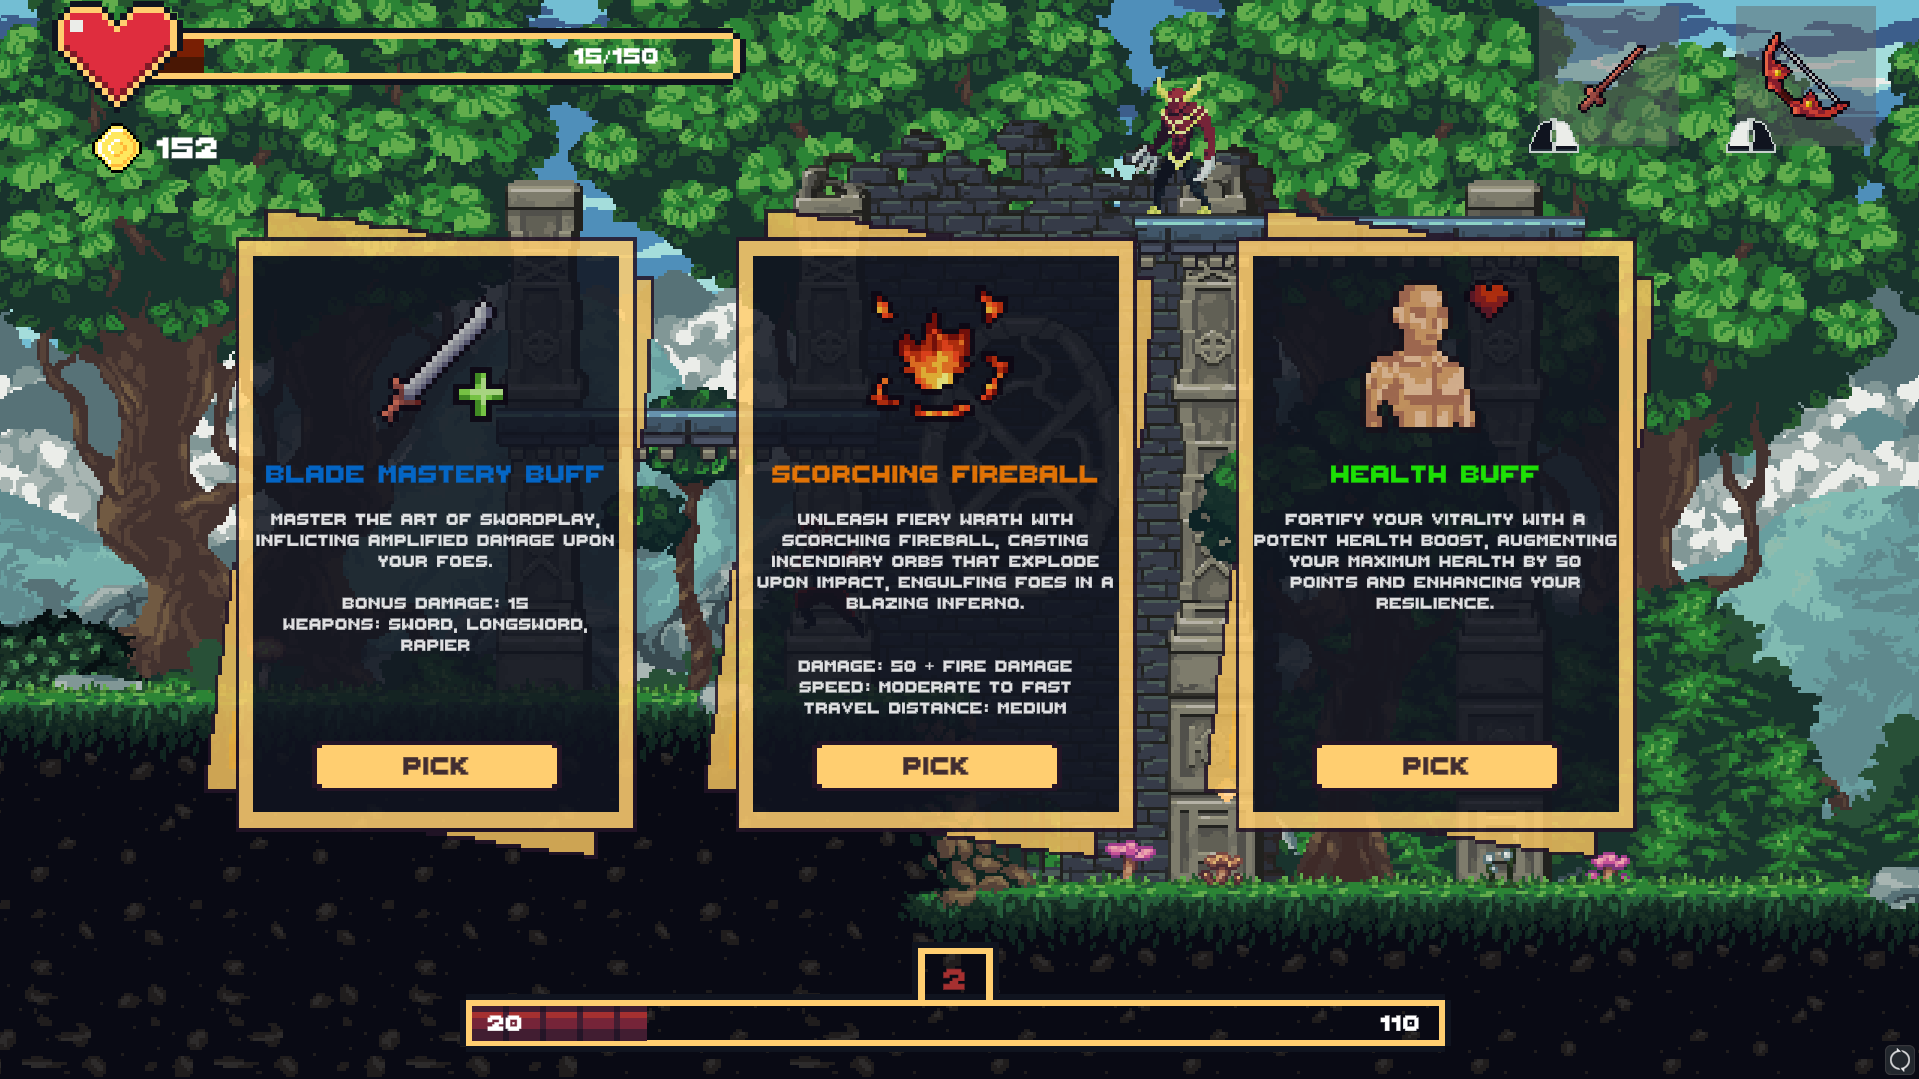 15/150
152
BLADE MASTERY BUFF
MASTER THE ART OF SWORDPLAY,
INFLICTING AMPLIFIED DAMAGE UPON
YOUR FOES.
BONUS DAMAGE: 15
WEAPONS: SWORD, LONGSWORD,
RAPIER
PICK
SCORCHING FIREBALL
UNLEASH FIERY WRATH WITH
SCORCHING FIREBALL, CASTING
INCENDIARY ORBS THAT EXPLODE
UPON IMPACT, ENGULFING FOES IN A
BLAZING INFERNO.
DAMAGE: 50 + FIRE DAMAGE
SPEED: MODERATE TO FAST
TRAVEL DISTANCE: MEDIUM
PICK
HEALTH BUFF
FORTIFY YOUR VITALITY WITH A
POTENT HEALTH BOOST, AUGMENTING
YOUR MAXIMUM HEALTH BY 50
POINTS AND ENHANCING YOUR
RESILIENCE.
PICK
2
20
110